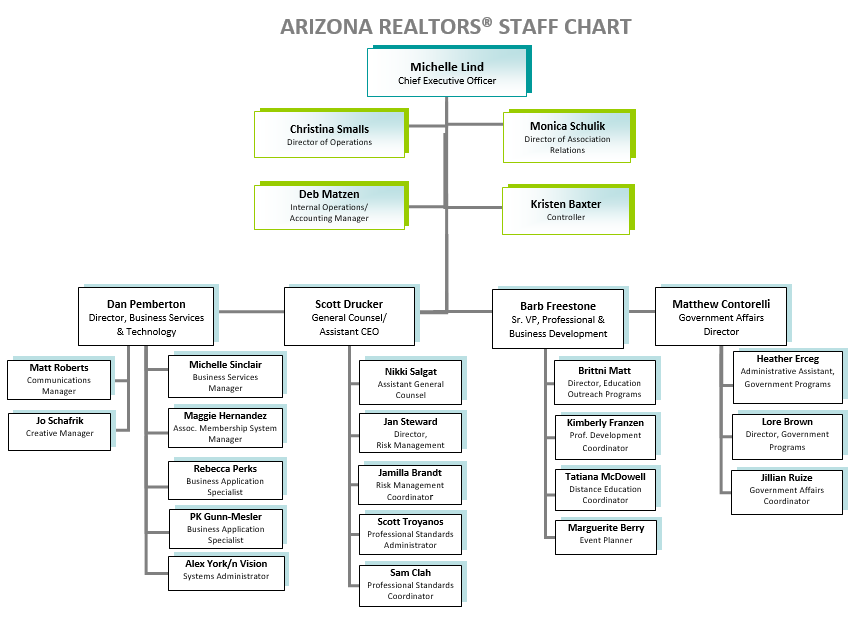 ARIZONA REALTORS® STAFF CHART
Michelle Lind
Chief Executive Officer
Christina Smalls
Director of Operations
Monica Schulik
Director of Association
Relations
Deb Matzen
Internal Operations/
Accounting Manager
Kristen Baxter
Controller
Dan Pemberton
Director, Business Services
& Technology
Scott Drucker
General Counsel/
Assistant CEO
Barb Freestone
Sr. VP, Professional &
Business Development
Matthew Contorelli
Government Affairs
Director
Matt Roberts
Communications
Manager
Jo Schafrik
Creative Manager
Michelle Sinclair
Business Services
Manager
Maggie Hernandez
Assoc. Membership System
Manager
Rebecca Perks
Business Application
Specialist
PK Gunn-Mesler
Business Application
Specialist
Alex York/n Vision
Systems Administrator
Nikki Salgat
Assistant General
Counsel
Jan Steward
Director,
Risk Management
Jamilla Brandt
Risk Management
Coordinator
Scott Troyanos
Professional Standards
Administrator
Sam Clah
Professional Standards
Coordinator
Brittni Matt
Director, Education
Outreach Programs
Kimberly Franzen
Prof. Development
Coordinator
Tatiana McDowell
Distance Education
Coordinator
Marguerite Berry
Event Planner
Heather Erceg
Administrative Assistant,
Government Programs
Lore Brown
Director, Government
Programs
Jillian Ruize
Government Affairs
Coordinator